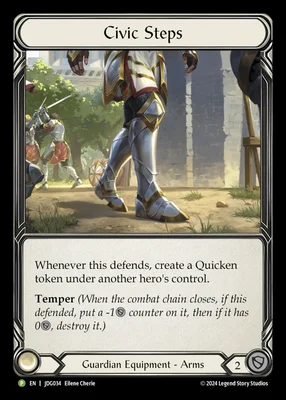 Civic Steps
Whenever this defends, create a Quicken
token under another hero's control.
Temper (When the combat chain closes, if this
defended, put a -1 counter on it, then if it has
0, destroy it.)
Guardian Equipment - Arms
2
P EN | JDG034 Eilene Cherie
© 2024 Legend Story Studios